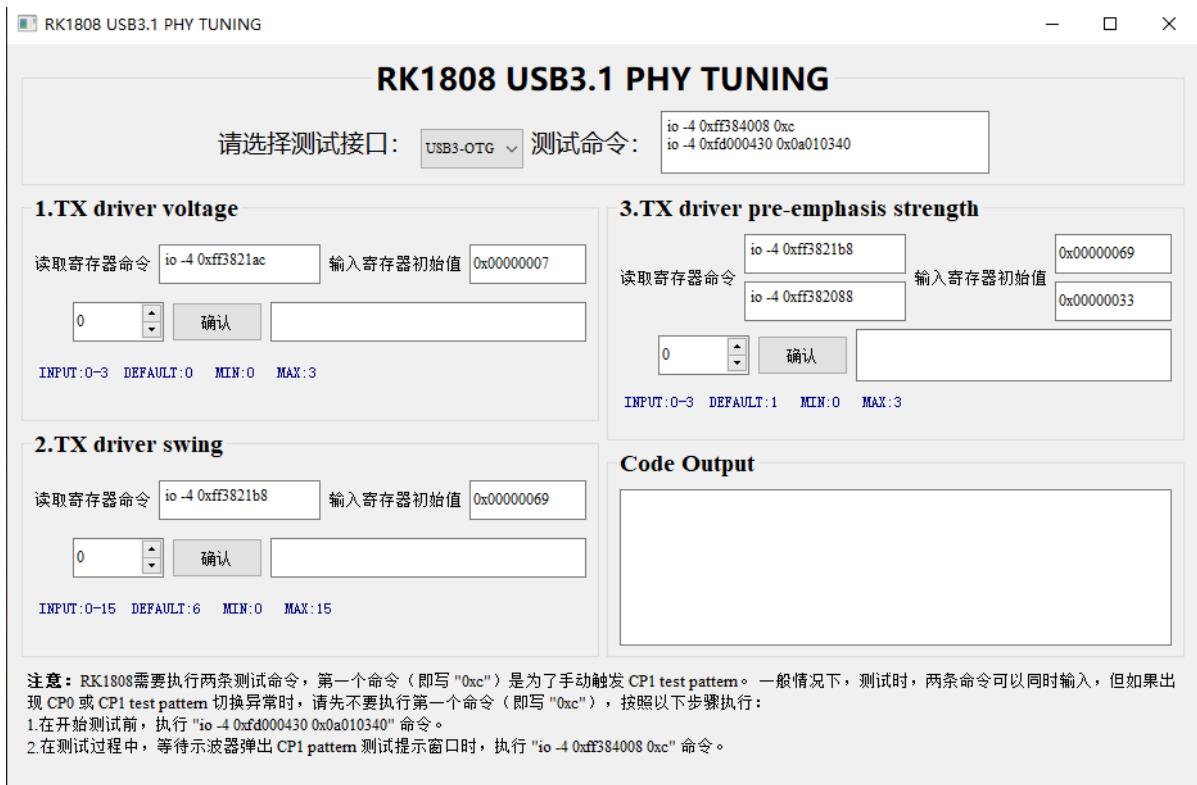 RK1808 USB3.1 PHY TUNING
RK1808 USB3.1 PHY TUNING
请选择测试接口： USB3-OTG 测试命令：
io -4 0xff384008 0xc
io -4 0xfd000430 0x0a010340
1.TX driver voltage
读取寄存器命令 io -4 0xff3821ac 输入寄存器初始值 0x00000007
0 确认
INPUT:0-3 DEFAULT:0 MIN:0 MAX:3
2.TX driver swing
读取寄存器命令 io -4 0xff3821b8 输入寄存器初始值 0x00000069
0 确认
INPUT:0-15 DEFAULT:6 MIN:0 MAX:15
3.TX driver pre-emphasis strength
读取寄存器命令 io -4 0xff3821b8 输入寄存器初始值 0x00000069
io -4 0xff382088 0x00000033
0 确认
INPUT:0-3 DEFAULT:1 MIN:0 MAX:3
Code Output
注意：RK1808需要执行两条测试命令，第一个命令（即写 "0xc"）是为了手动触发 CP1 test pattern。一般情况下，测试时，两条命令可以同时输入，但如果出
现 CP0 或 CP1 test pattern 切换异常时，请先不要执行第一个命令（即写 "0xc"），按照以下步骤执行：
1.在开始测试前，执行 "io -4 0xfd000430 0x0a010340" 命令。
2.在测试过程中，等待示波器弹出 CP1 pattern 测试提示窗口时，执行 "io -4 0xff384008 0xc" 命令。